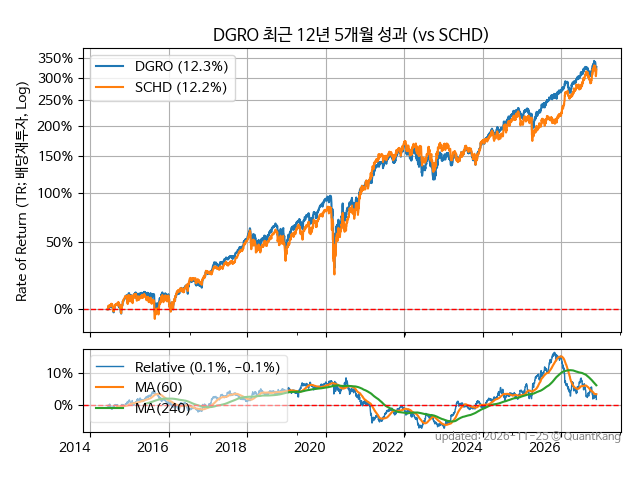 DGRO 최근 12년 5개월 성과 (vs SCHD)
Rate of Return (TR: 배당재투자, Log)
350%
300%
250%
200%
150%
100%
50%
0%
DGRO (12.3%)
SCHD (12.2%)
10%
0%
Relative (0.1%, -0.1%)
MA(60)
MA(240)
2014
2016
2018
2020
2022
2024
2026
updated: 2026-11-25 © QuantKang